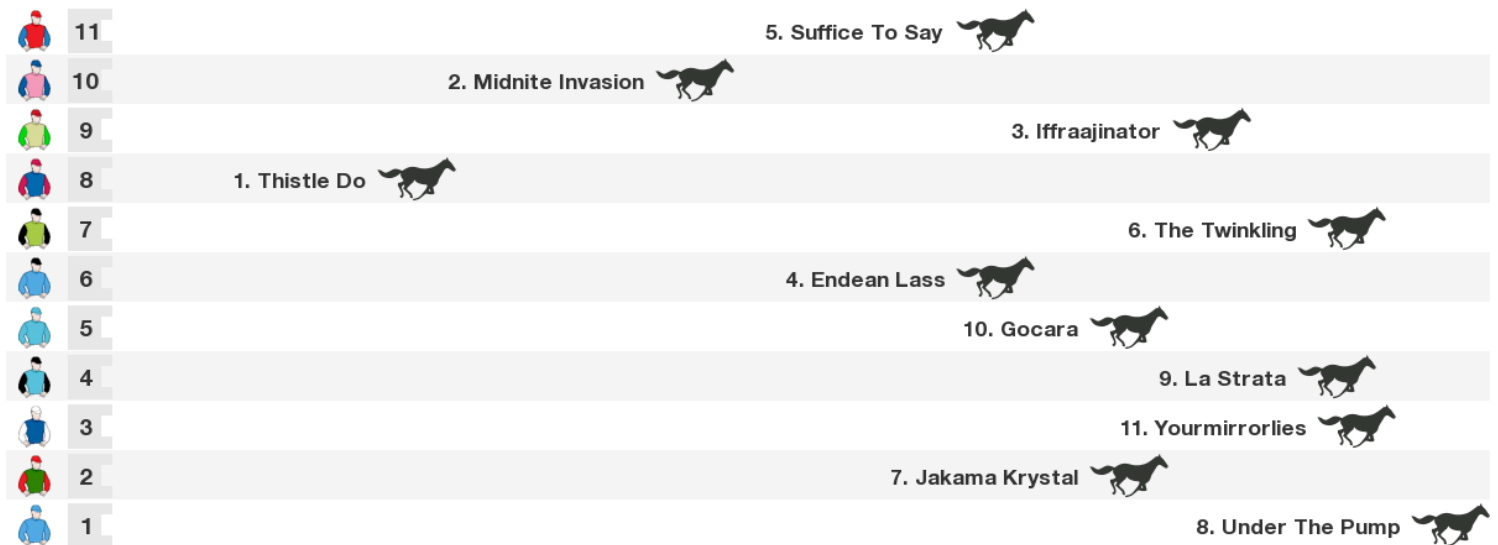 11 5. Suffice To Say
10 2. Midnite Invasion
9 3. Iffraajinator
8 1. Thistle Do
7 6. The Twinkling
6 4. Endean Lass
5 10. Gocara
4 9. La Strata
3 11. Yourmirrorlies
2 7. Jakama Krystal
1 8. Under The Pump